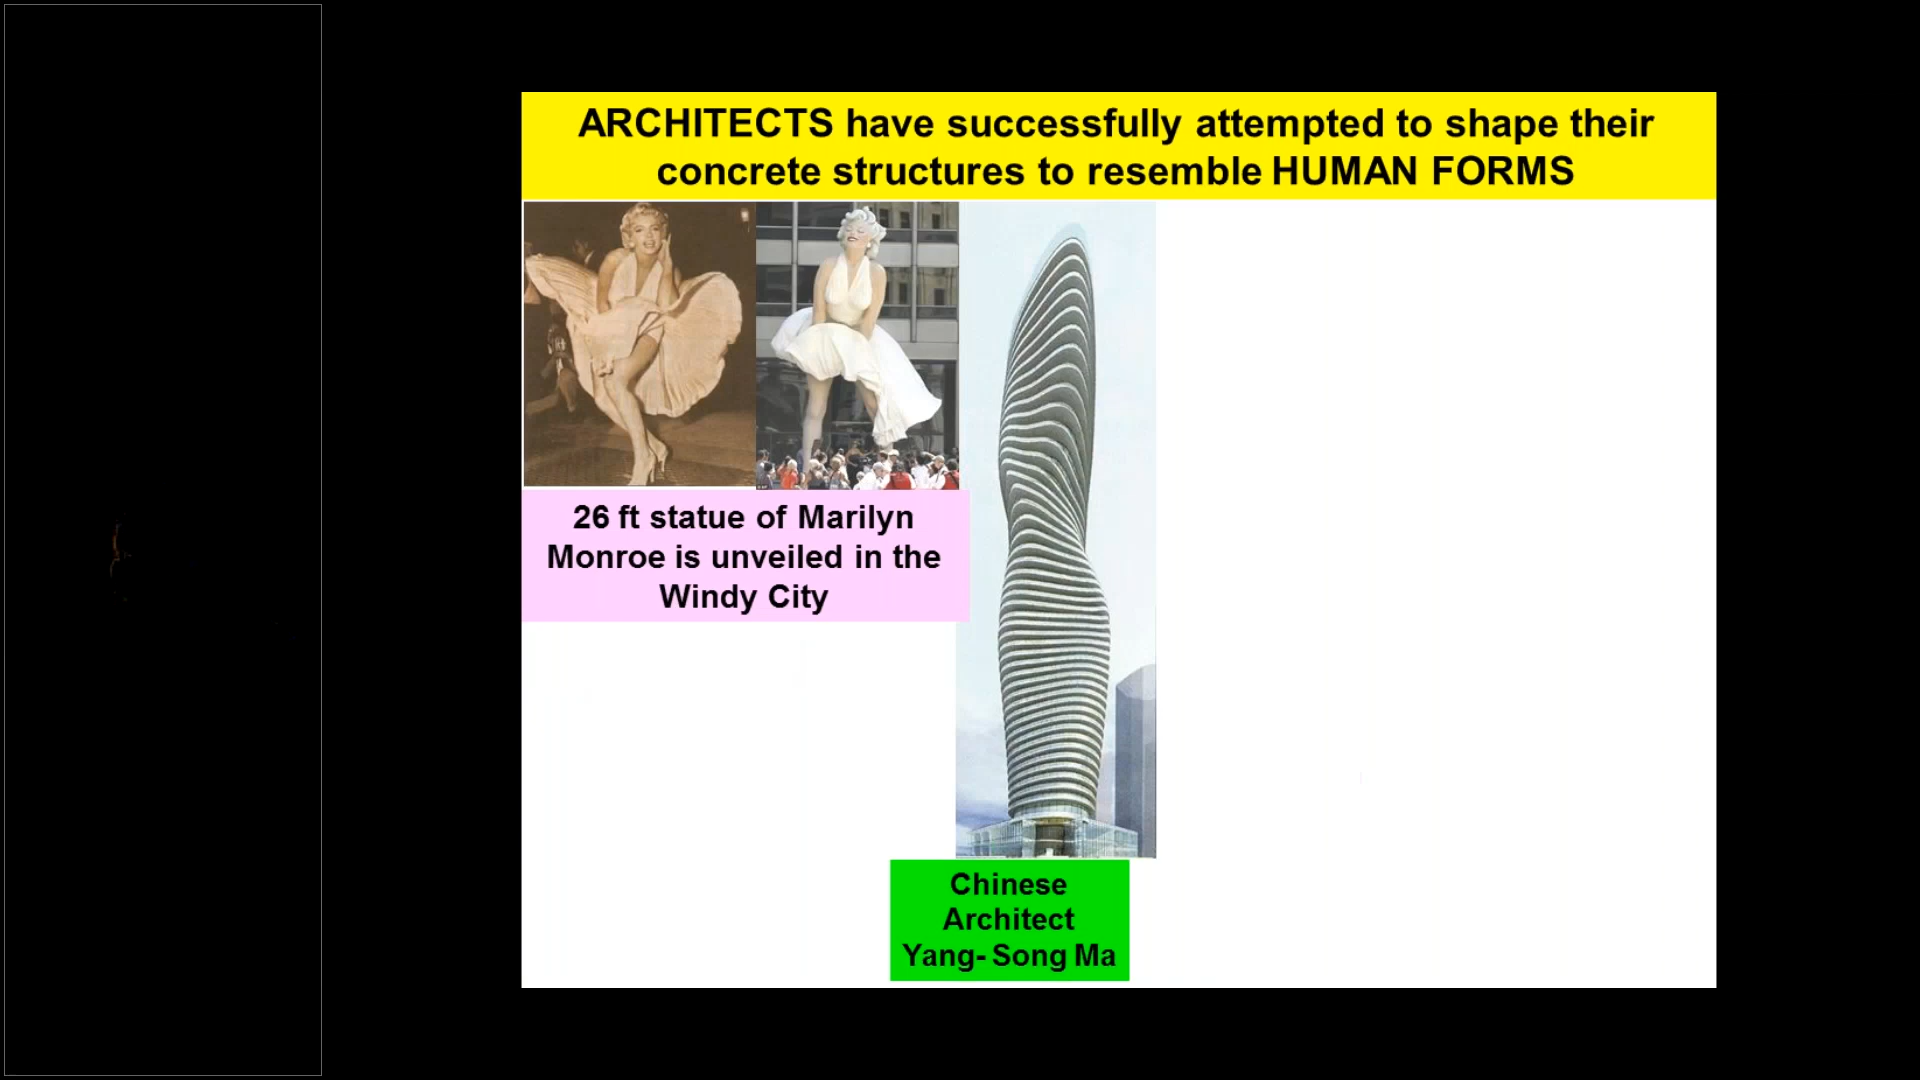 ARCHITECTS have successfully attempted to shape their
concrete structures to resemble HUMAN FORMS
26 ft statue of Marilyn
Monroe is unveiled in the
Windy City
Chinese
Architect
Yang- Song Ma